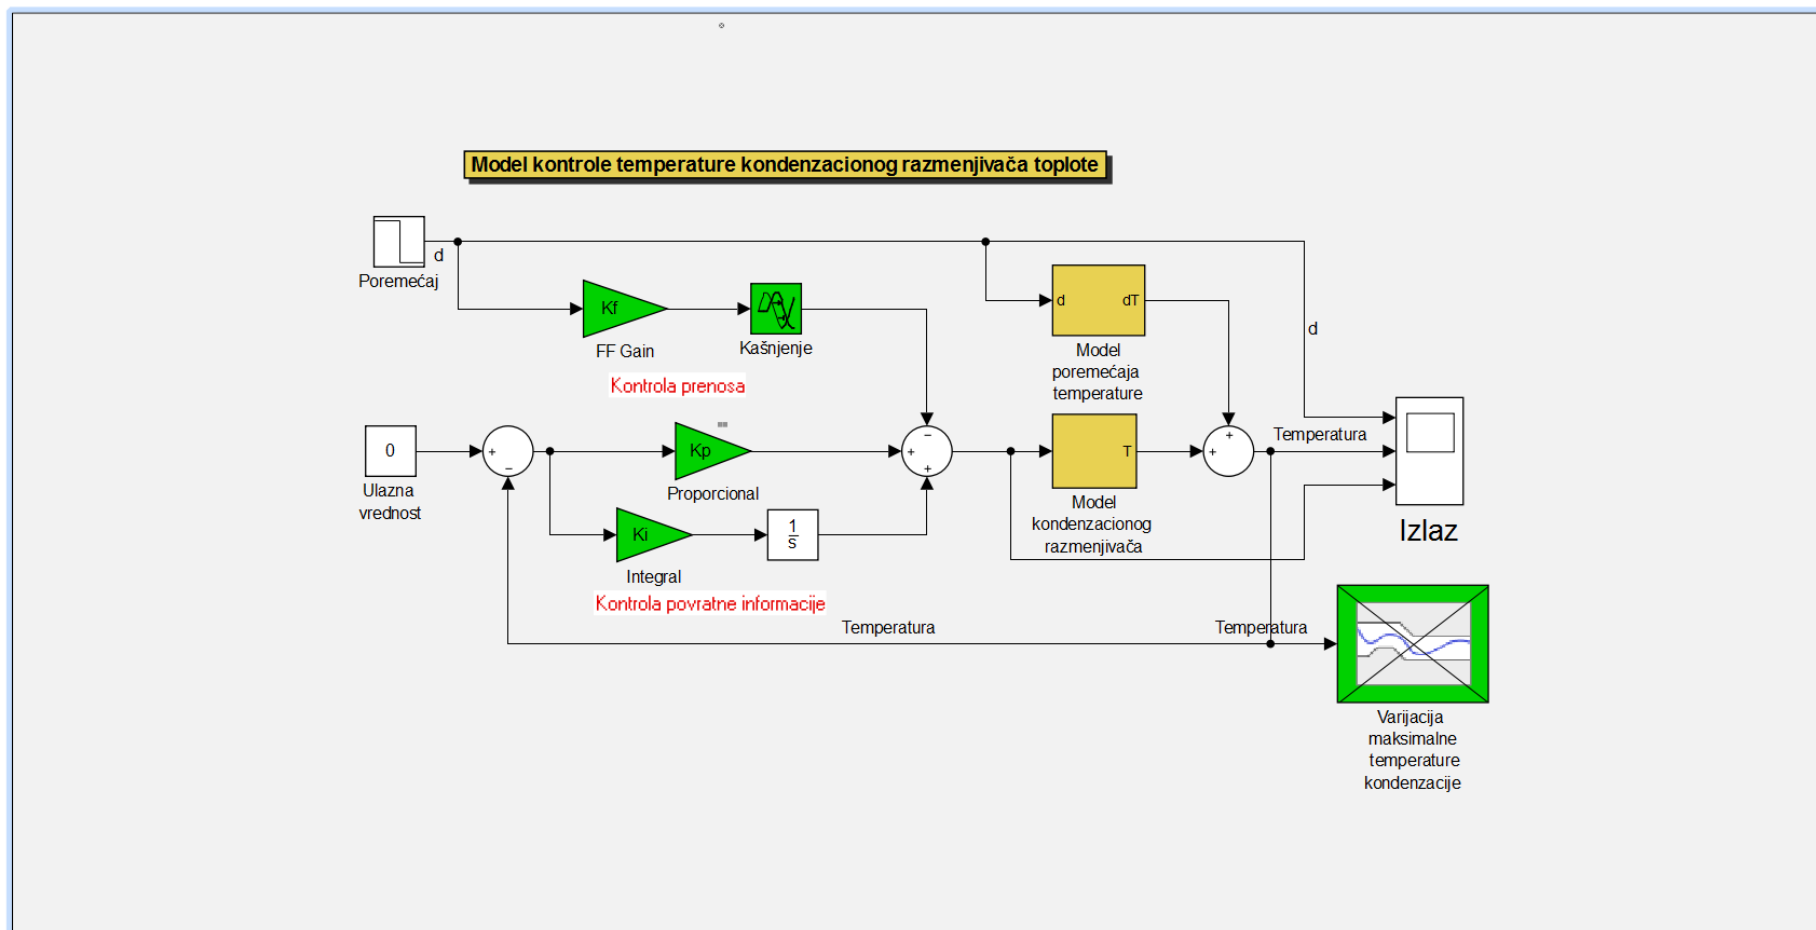 Model kontrole temperature kondenzacionog razmenjivača toplote
d
Poremećaj
Kf
FF Gain
Kašnjenje
Kontrola prenosa
d
dT
Model
poremećaja
temperature
d
0
Ulazna
vrednost
+
−
Kp
Proporcional
Ki
Integral
1
s
Kontrola povratne informacije
−
+
+
T
Model
kondenzacionog
razmenjivača
+
+
Temperatura
Izlaz
Temperatura
Temperatura
Varijacija
maksimalne
temperature
kondenzacije